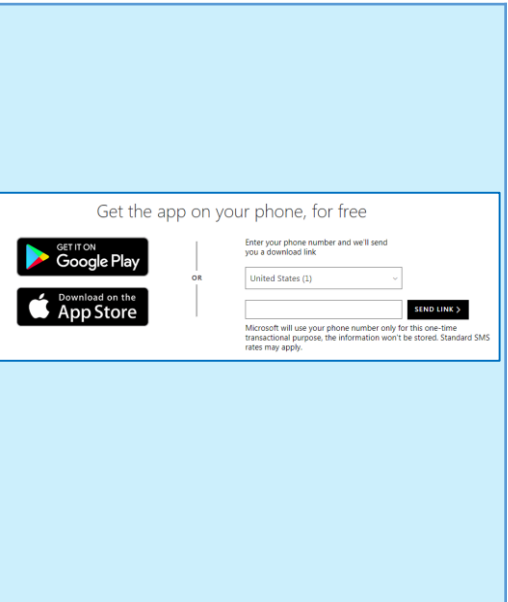 Get the app on your phone, for free
GET IT ON
Google Play
Download on the
App Store
OR
Enter your phone number and we'll send
you a download link
United States (1)
SEND LINK >
Microsoft will use your phone number only for this one-time
transactional purpose, the information won't be stored. Standard SMS
rates may apply.